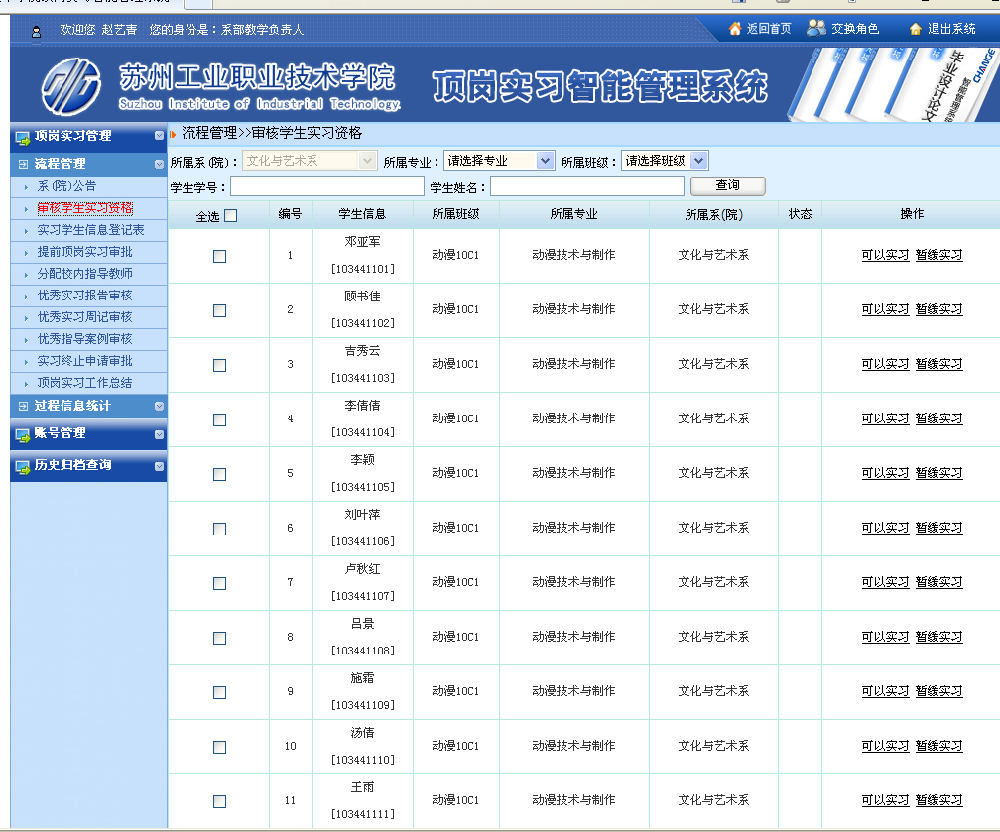 欢迎您 赵艺青 您的身份是：系部教学负责人
返回首页 交换角色 退出系统
苏州工业职业技术学院
Suzhou Institute of Industrial Technology.
顶岗实习智能管理系统
毕业设计论文
智能管理系统
CHANGE
顶岗实习管理
流程管理
系(院)公告
审核学生实习资格
实习学生信息登记表
提前顶岗实习审批
分配校内指导教师
优秀实习报告审核
优秀实习周记审核
优秀指导案例审核
实习终止申请审批
顶岗实习工作总结
过程信息统计
账号管理
历史归档查询
流程管理>>审核学生实习资格
所属系(院)： 文化与艺术系 所属专业： 请选择专业 所属班级： 请选择班级
学生学号： 学生姓名： 查询
全选 编号 学生信息 所属班级 所属专业 所属系(院) 状态 操作
邓亚军
1 动漫10C1 动漫技术与制作 文化与艺术系 可以实习 暂缓实习
[103441101]
顾书佳
2 动漫10C1 动漫技术与制作 文化与艺术系 可以实习 暂缓实习
[103441102]
吉秀云
3 动漫10C1 动漫技术与制作 文化与艺术系 可以实习 暂缓实习
[103441103]
李倩倩
4 动漫10C1 动漫技术与制作 文化与艺术系 可以实习 暂缓实习
[103441104]
李颖
5 动漫10C1 动漫技术与制作 文化与艺术系 可以实习 暂缓实习
[103441105]
刘叶萍
6 动漫10C1 动漫技术与制作 文化与艺术系 可以实习 暂缓实习
[103441106]
卢秋红
7 动漫10C1 动漫技术与制作 文化与艺术系 可以实习 暂缓实习
[103441107]
吕景
8 动漫10C1 动漫技术与制作 文化与艺术系 可以实习 暂缓实习
[103441108]
施霜
9 动漫10C1 动漫技术与制作 文化与艺术系 可以实习 暂缓实习
[103441109]
汤倩
10 动漫10C1 动漫技术与制作 文化与艺术系 可以实习 暂缓实习
[103441110]
王雨
11 动漫10C1 动漫技术与制作 文化与艺术系 可以实习 暂缓实习
[103441111]